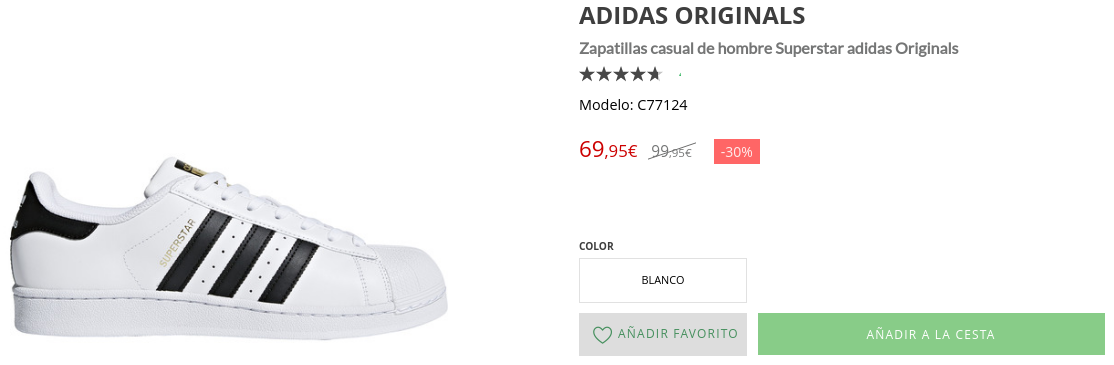 ADIDAS ORIGINALS
Zapatillas casual de hombre Superstar adidas Originals
Modelo: C77124
69,95€ 99,95€ -30%
SUPERSTAR
COLOR
BLANCO
AÑADIR FAVORITO
AÑADIR A LA CESTA